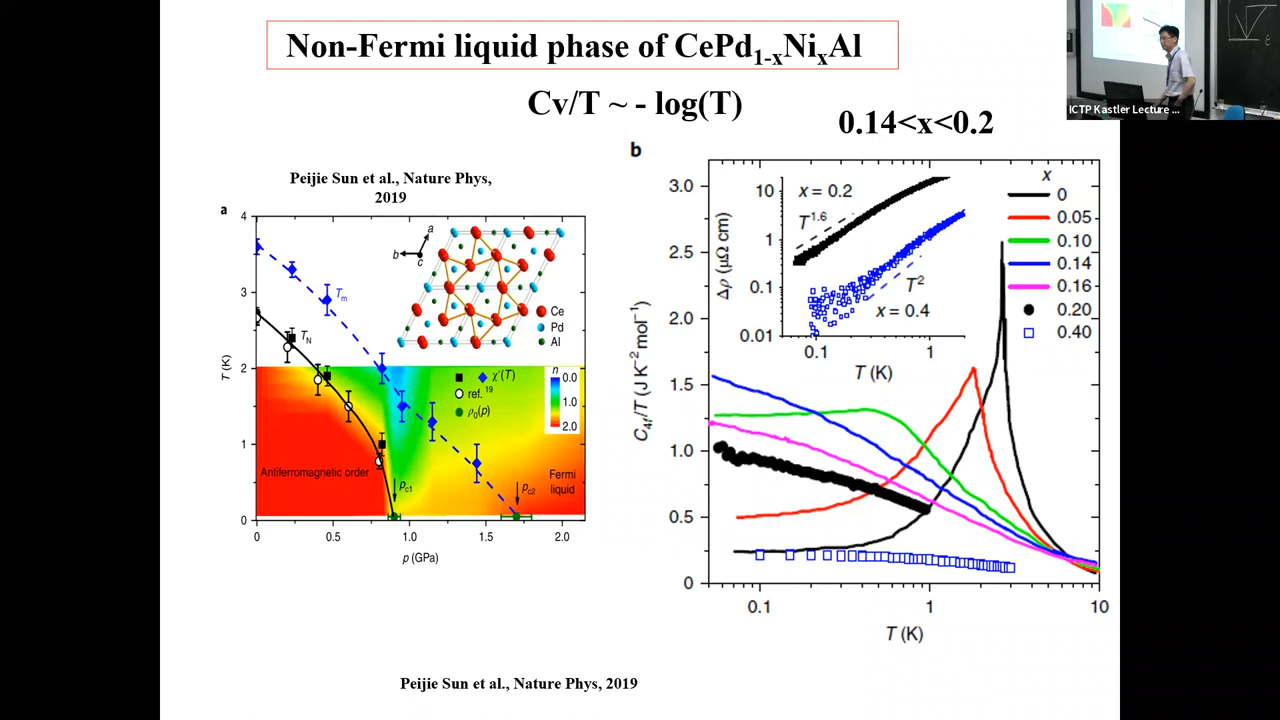 Non-Fermi liquid phase of CePd1-xNixAl
Cv/T ~ - log(T)
0.14<x<0.2
ICTP Kastler Lecture ...
Peijie Sun et al., Nature Phys,
2019
a
4
3
2
1
0
T (K)
0
0.5
1.0
1.5
2.0
p (GPa)
a
b
c
Ce
Pd
Al
Tm
TN
χ'(T)
ref. 19
ρ0(p)
n
0.0
1.0
2.0
Antiferromagnetic order
pc1
pc2
Fermi
liquid
b
3.0
2.5
2.0
1.5
1.0
0.5
0
C4f/T (J K−2 mol−1)
0.1
1
10
T (K)
10
1
0.1
0.01
Δρ (μΩ cm)
x = 0.2
T1.6
T2
x = 0.4
0.1
1
T (K)
x
0
0.05
0.10
0.14
0.16
0.20
0.40
Peijie Sun et al., Nature Phys, 2019